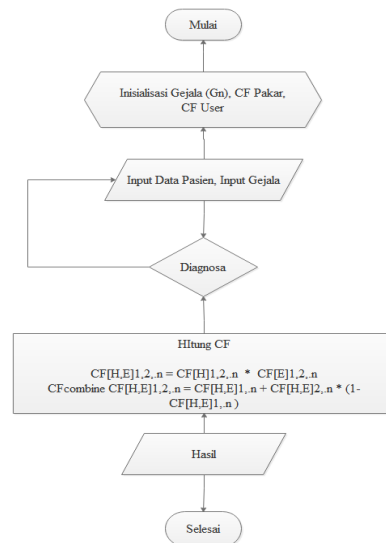 Mulai
Inisialisasi Gejala (Gn), CF Pakar,
CF User
Input Data Pasien, Input Gejala
Diagnosa
HItung CF
CF[H,E]1,2,..n = CF[H]1,2,..n * CF[E]1,2,..n
CFcombine CF[H,E]1,2,..n = CF[H,E]1,..n + CF[H,E]2,..n * (1-
CF[H,E]1,..n )
Hasil
Selesai